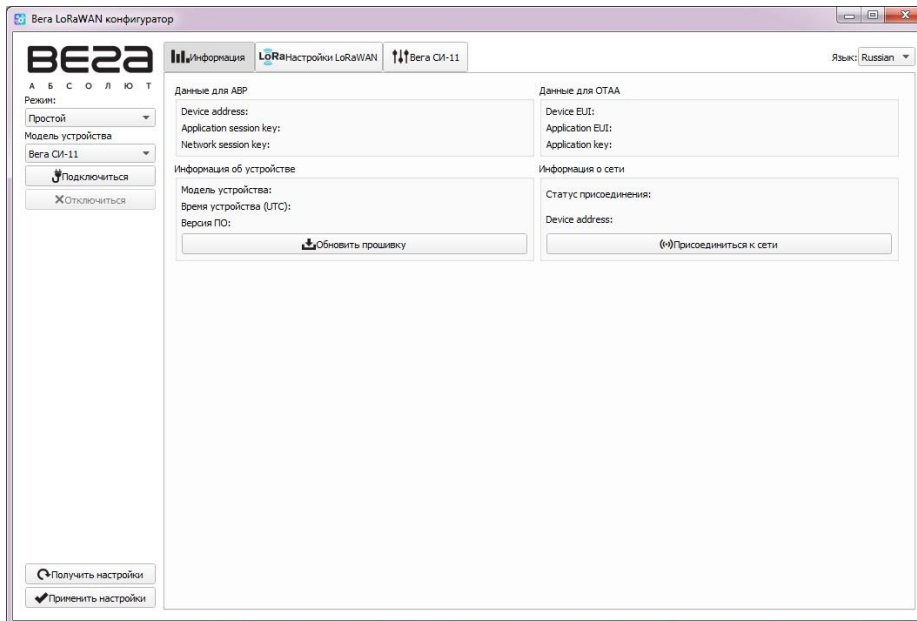 Вега LoRaWAN конфигуратор
ВЕГА
АБСОЛЮТ
Режим:
Простой
Модель устройства
Вега СИ-11
Подключиться
Отключиться
Получить настройки
Применить настройки
Информация
LoRa Настройки LoRaWAN
Вега СИ-11
Язык: Russian
Данные для ABP
Device address:
Application session key:
Network session key:
Данные для OTAA
Device EUI:
Application EUI:
Application key:
Информация об устройстве
Модель устройства:
Время устройства (UTC):
Версия ПО:
Обновить прошивку
Информация о сети
Статус присоединения:
Device address:
Присоединиться к сети